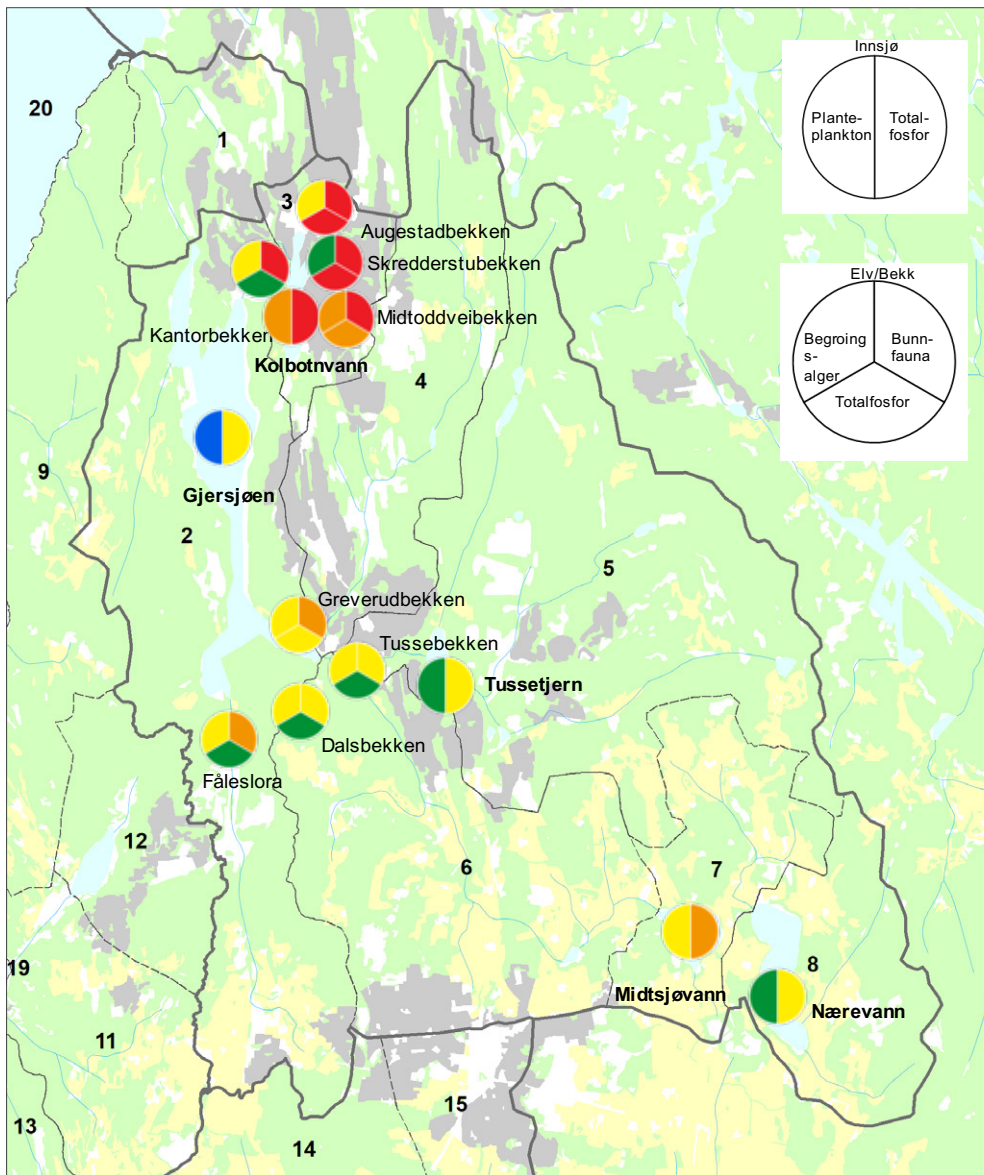 Innsjø
Plante-
plankton
Total-
fosfor
Elv/Bekk
Begroing
s-
alger
Bunn-
fauna
Totalfosfor
20
1
3
Augestadbekken
Skredderstubekken
Midtoddveibekken
Kantorbekken
Kolbotnvann
4
9
Gjersjøen
2
5
Greverudbekken
Tussebekken
Tussetjern
Dalsbekken
Fåleslora
12
6
7
19
Midtsjøvann
8
Nærevann
11
15
13
14